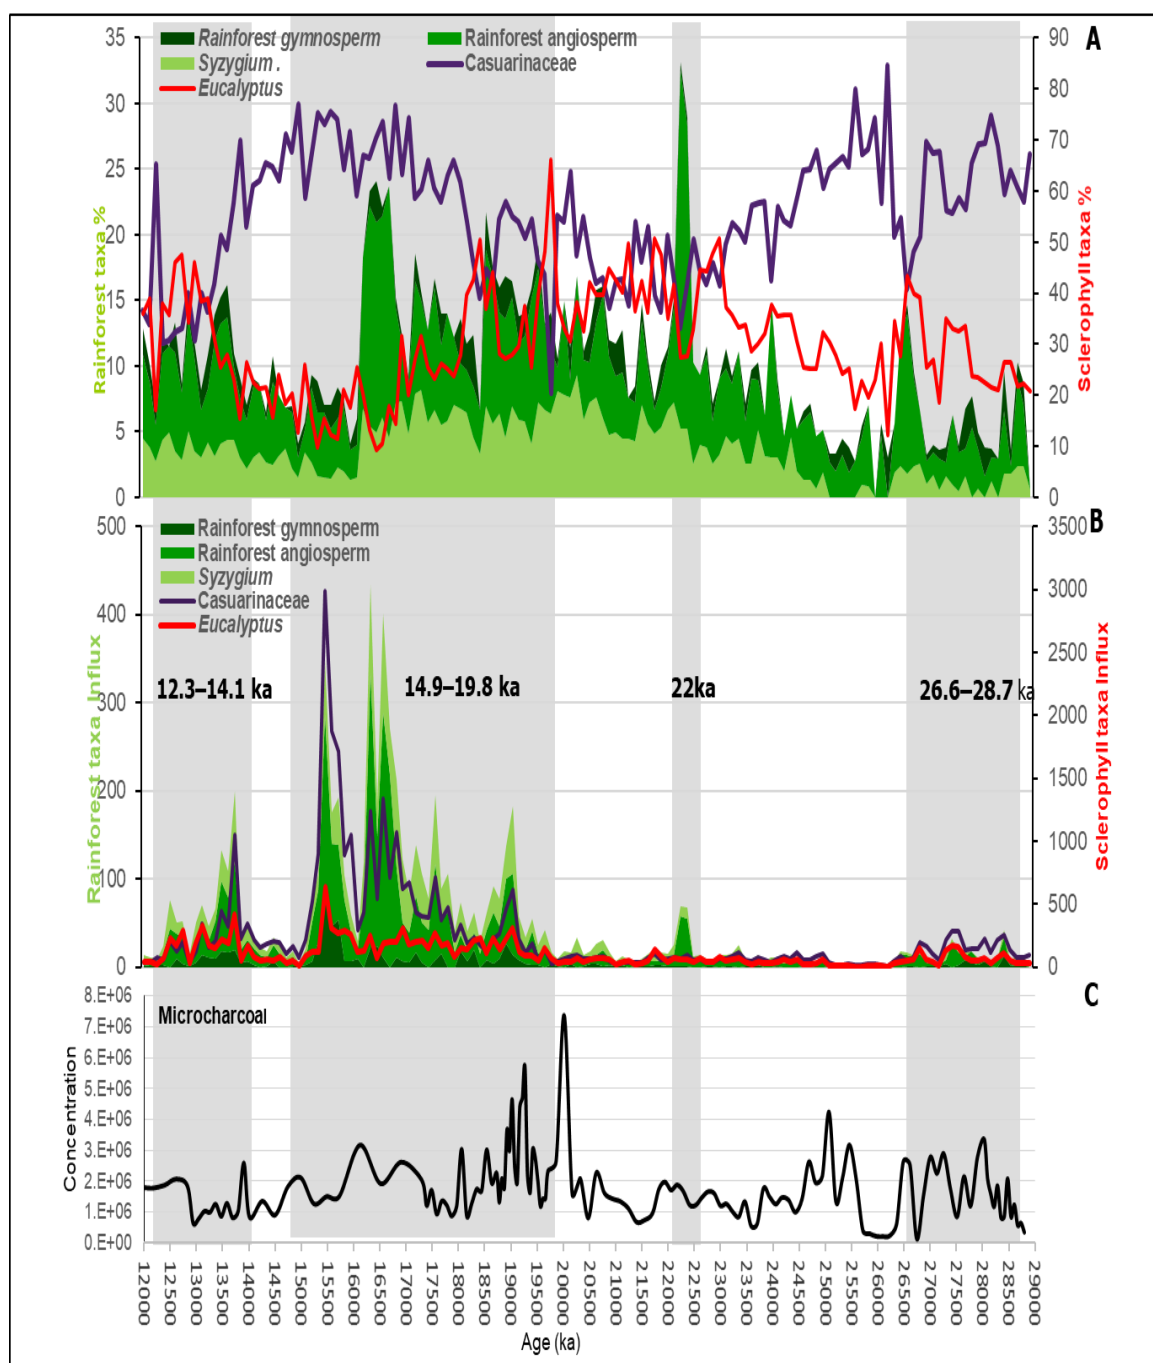 A
Rainforest gymnosperm
Rainforest angiosperm
Syzygium .
Casuarinaceae
Eucalyptus
Rainforest taxa %
35
30
25
20
15
10
5
0
Sclerophyll taxa %
90
80
70
60
50
40
30
20
10
0
B
Rainforest gymnosperm
Rainforest angiosperm
Syzygium
Casuarinaceae
Eucalyptus
Rainforest taxa Influx
500
400
300
200
100
0
Sclerophyll taxa Influx
3500
3000
2500
2000
1500
1000
500
0
12.3–14.1 ka
14.9–19.8 ka
22ka
26.6–28.7 ka
C
Microcharcoal
Concentration
8.E+06
7.E+06
6.E+06
5.E+06
4.E+06
3.E+06
2.E+06
1.E+06
0.E+00
12000
12500
13000
13500
14000
14500
15000
15500
16000
16500
17000
17500
18000
18500
19000
19500
20000
20500
21000
21500
22000
22500
23000
23500
24000
24500
25000
25500
26000
26500
27000
27500
28000
28500
29000
Age (ka)